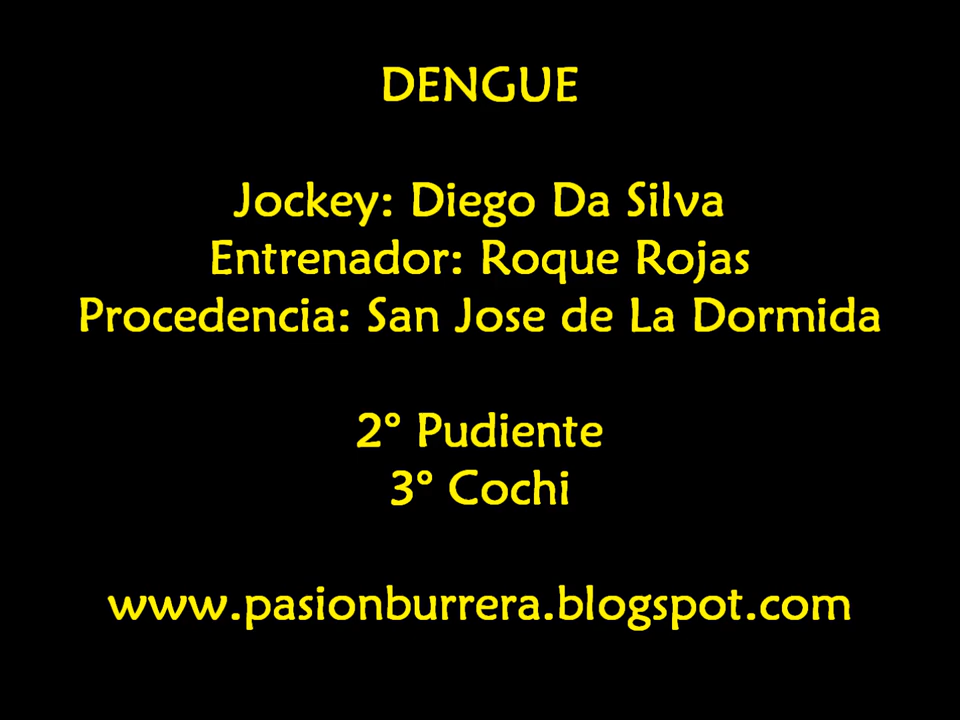 DENGUE
Jockey: Diego Da Silva
Entrenador: Roque Rojas
Procedencia: San Jose de La Dormida
2° Pudiente
3° Cochi
www.pasionburrera.blogspot.com